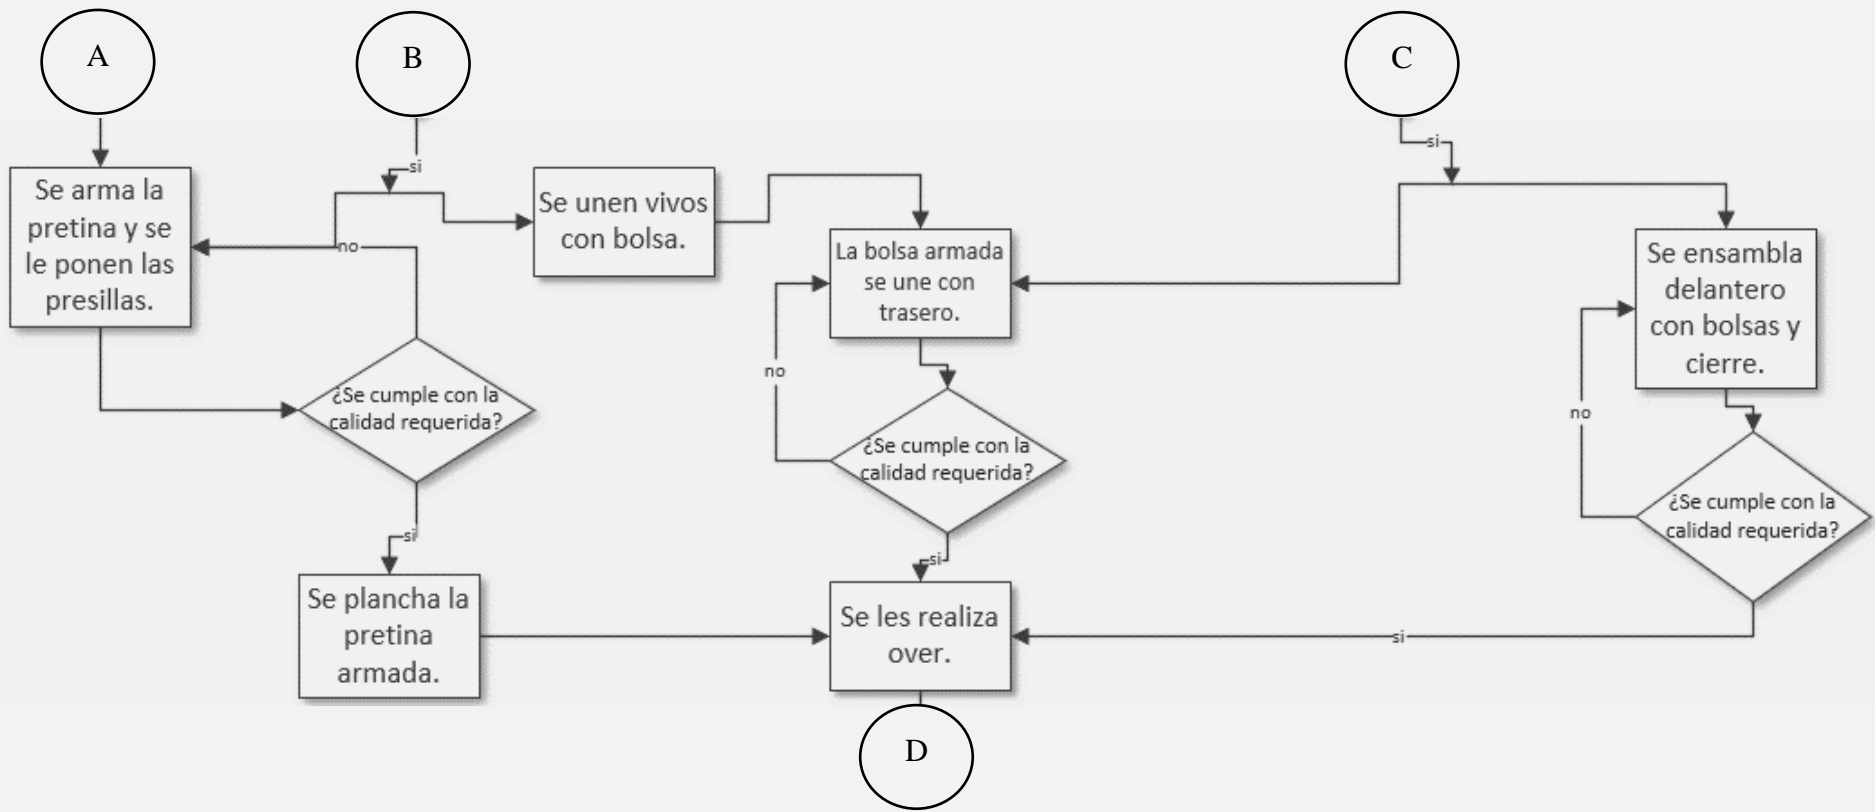 A
B
C
si
si
Se arma la
pretina y se
le ponen las
presillas.
Se unen vivos
con bolsa.
La bolsa armada
se une con
trasero.
Se ensambla
delantero
con bolsas y
cierre.
no
no
no
¿Se cumple con la
calidad requerida?
¿Se cumple con la
calidad requerida?
¿Se cumple con la
calidad requerida?
si
si
si
Se plancha la
pretina
armada.
Se les realiza
over.
D